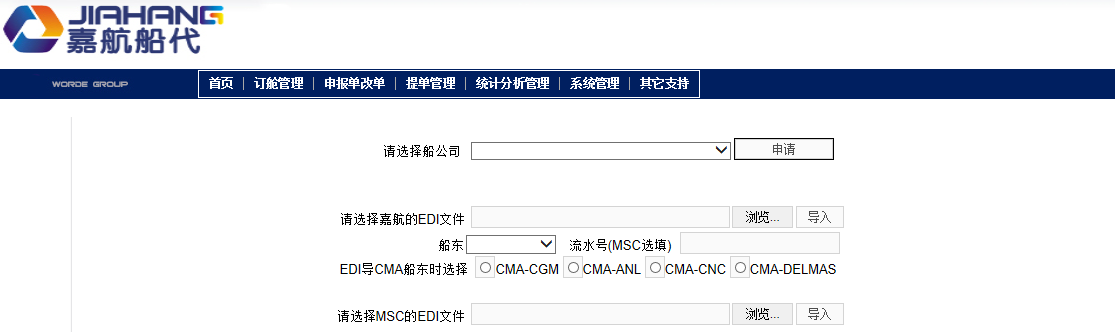 JIAHANG
嘉航船代
WORDE GROUP 首页 订舱管理 申报单改单 提单管理 统计分析管理 系统管理 其它支持
请选择船公司 申请
请选择嘉航的EDI文件 浏览... 导入
船东 流水号(MSC选填)
EDI导CMA船东时选择 CMA-CGM CMA-ANL CMA-CNC CMA-DELMAS
请选择MSC的EDI文件 浏览... 导入